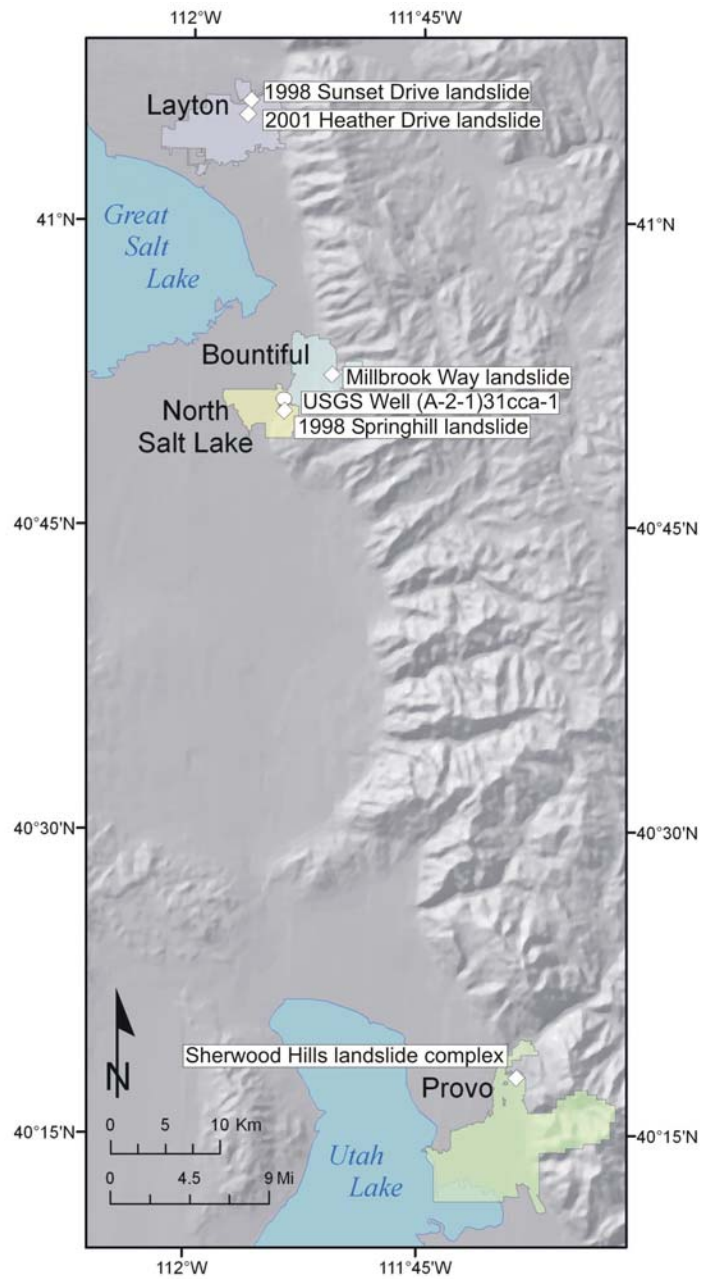 112°W 111°45'W
Layton
1998 Sunset Drive landslide
2001 Heather Drive landslide
41°N
41°N
Great
Salt
Lake
Bountiful
Millbrook Way landslide
USGS Well (A-2-1)31cca-1
North
Salt Lake
1998 Springhill landslide
40°45'N
40°45'N
40°30'N
40°30'N
Sherwood Hills landslide complex
Provo
N
0 5 10 Km
0 4.5 9 Mi
40°15'N
40°15'N
Utah
Lake
112°W 111°45'W